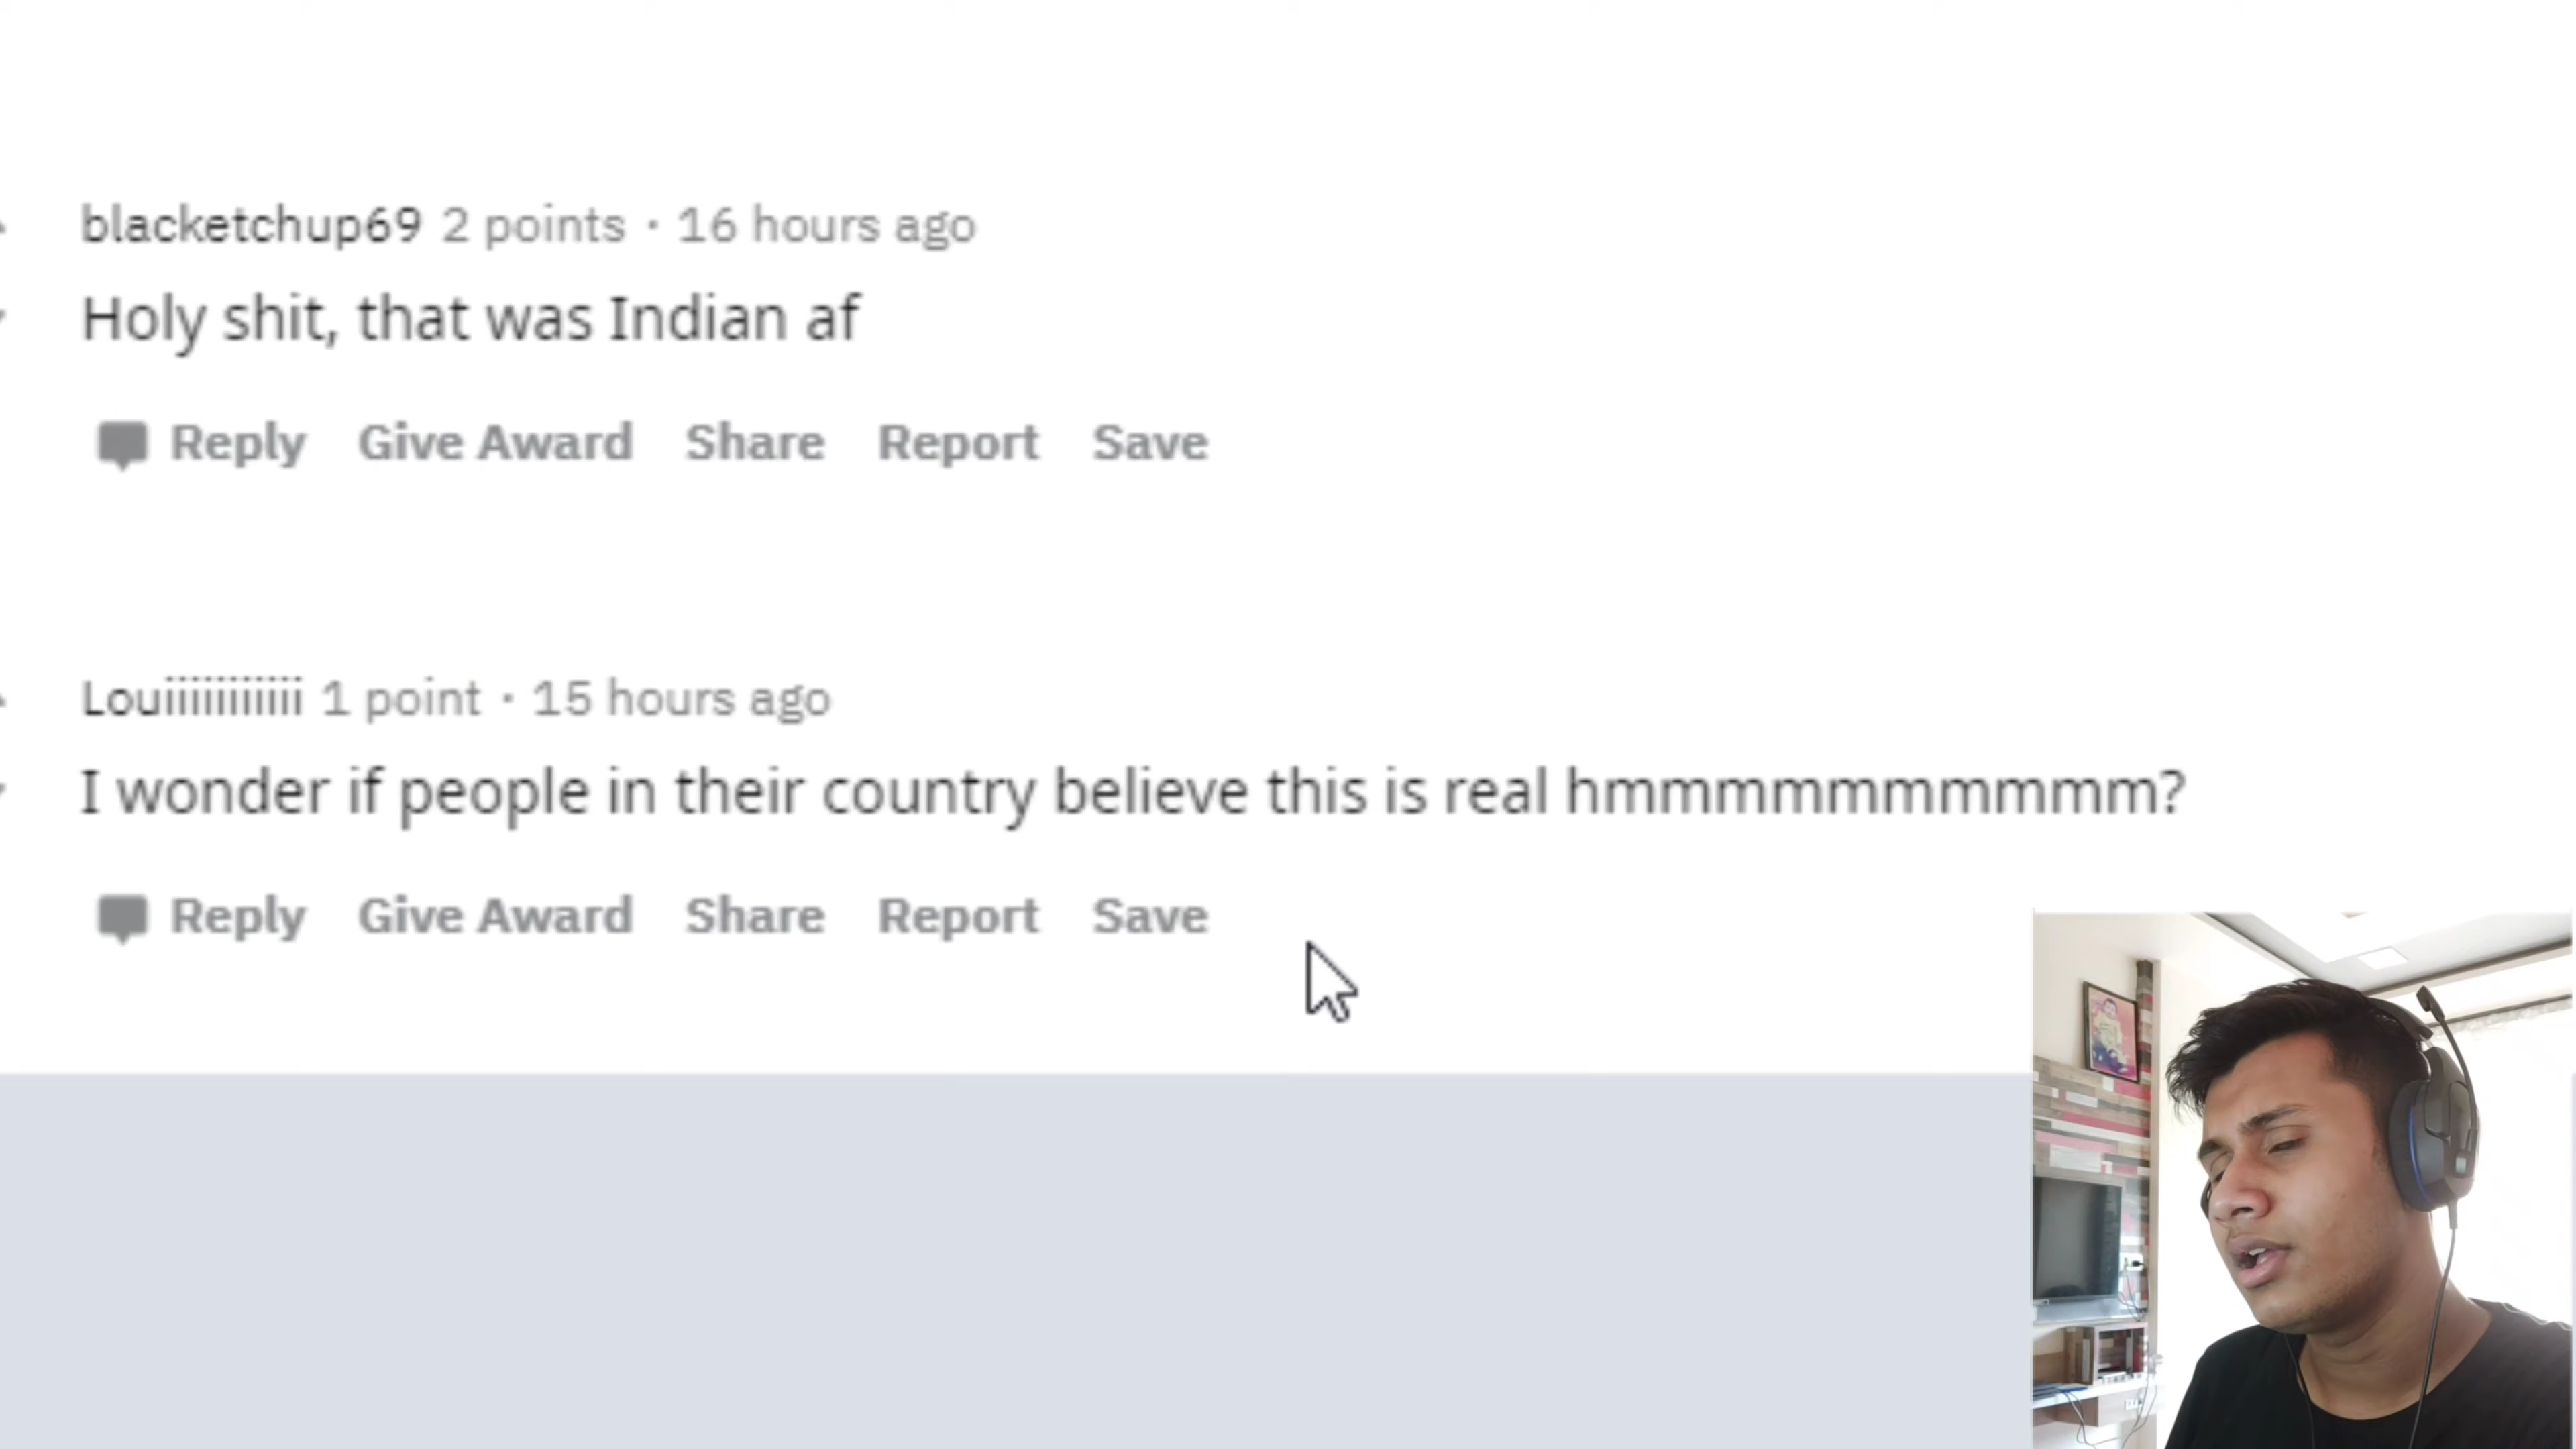 blacketchup69 2 points · 16 hours ago
Holy shit, that was Indian af
Reply Give Award Share Report Save
Louiiiiiiiiiiii 1 point · 15 hours ago
I wonder if people in their country believe this is real hmmmmmmmmmmm?
Reply Give Award Share Report Save